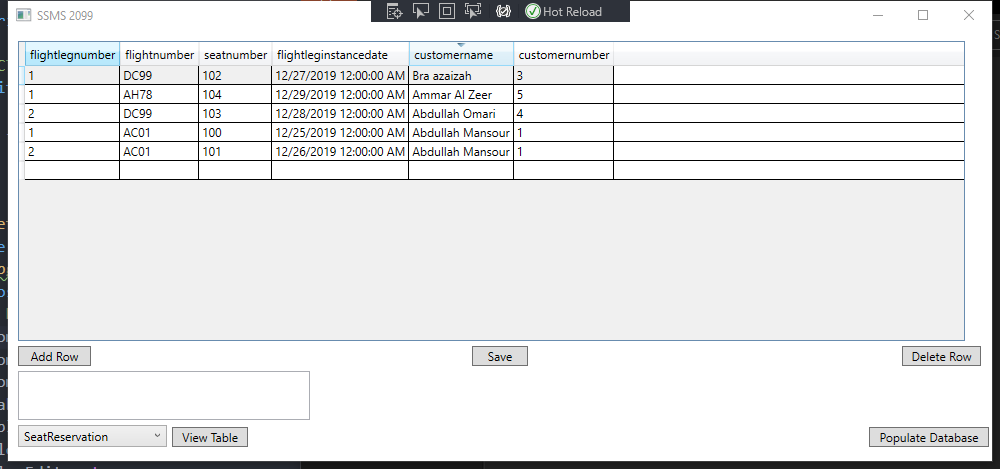 SSMS 2099
Hot Reload
flightlegnumber flightnumber seatnumber flightleginstancedate customername customernumber
1 DC99 102 12/27/2019 12:00:00 AM Bra azaizah 3
1 AH78 104 12/29/2019 12:00:00 AM Ammar Al Zeer 5
2 DC99 103 12/28/2019 12:00:00 AM Abdullah Omari 4
1 AC01 100 12/25/2019 12:00:00 AM Abdullah Mansour 1
2 AC01 101 12/26/2019 12:00:00 AM Abdullah Mansour 1
Add Row Save Delete Row
SeatReservation View Table Populate Database